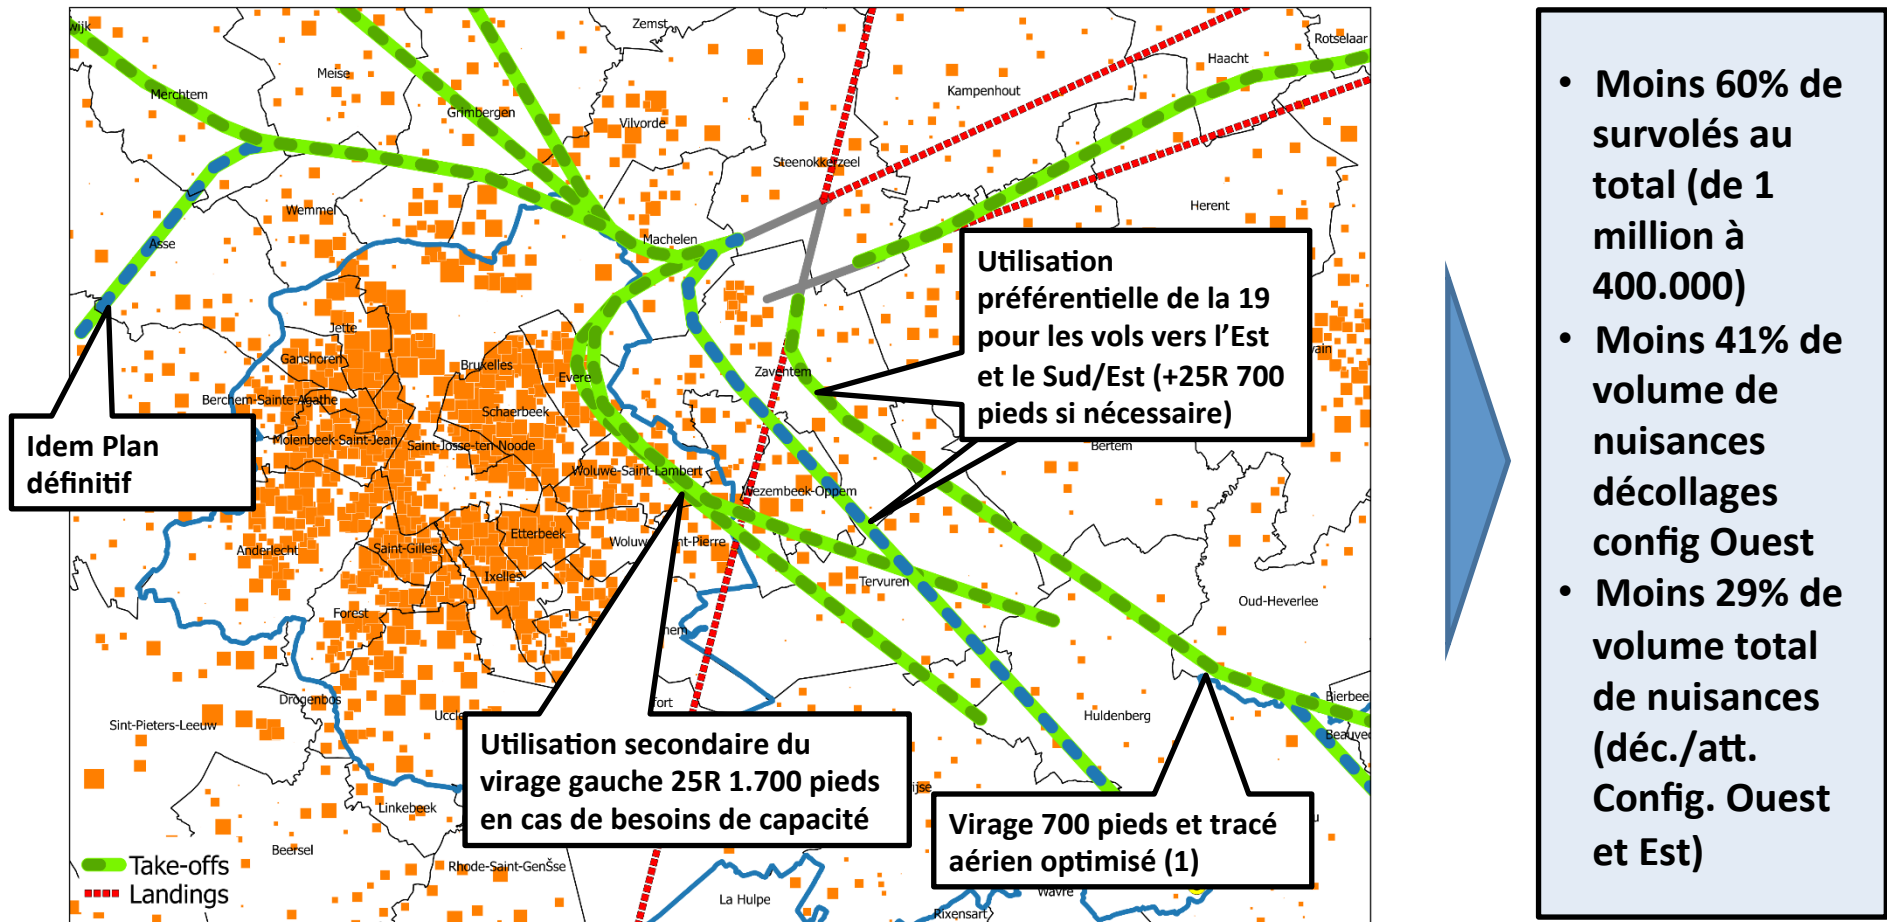 wijk
Zemst
Rotselaar
Haacht
Meise
Merchtem
Kampenhout
Grimbergen
Vilvorde
Steenokkerzeel
Wemmel
Herent
Asse
Machelen
Utilisation
préférentielle de la 19
pour les vols vers l’Est
et le Sud/Est (+25R 700
pieds si nécessaire)
Jette
Ganshoren
Bruxelles
Evere
Zaventem
vain
Berchem-Sainte-Agathe
Schaerbeek
Molenbeek-Saint-Jean
Saint-Josse-ten-Noode
Bertem
Idem Plan
définitif
Woluwe-Saint-Lambert
Wezembeek-Oppem
Anderlecht
Saint-Gilles
Etterbeek
Ixelles
Tervuren
Forest
Oud-Heverlee
Drogenbos
fort
Huldenberg
Sint-Pieters-Leeuw
Uccle
Utilisation secondaire du
virage gauche 25R 1.700 pieds
en cas de besoins de capacité
Virage 700 pieds et tracé
aérien optimisé (1)
Linkebeek
Beersel
Rhode-Saint-GenŠse
La Hulpe
Wavre
Rixensart
Take-offs
Landings
• Moins 60% de
survolés au
total (de 1
million à
400.000)
• Moins 41% de
volume de
nuisances
décollages
config Ouest
• Moins 29% de
volume total
de nuisances
(déc./att.
Config. Ouest
et Est)